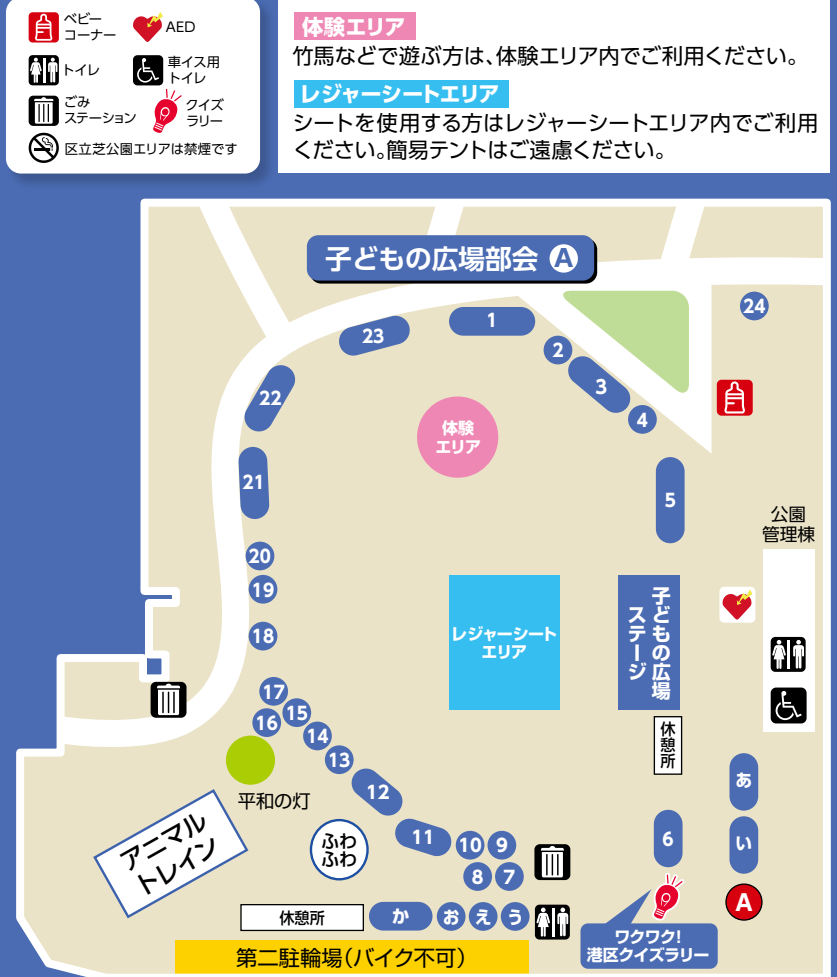 ベビー
コーナー
AED
トイレ
車イス用
トイレ
ごみ
ステーション
クイズ
ラリー
区立芝公園エリアは禁煙です
体験エリア
竹馬などで遊ぶ方は、体験エリア内でご利用ください。
レジャーシートエリア
シートを使用する方はレジャーシートエリア内でご利用
ください。簡易テントはご遠慮ください。
子どもの広場部会 A
24
1
23
2
3
22
4
体験
エリア
21
5
公園
管理棟
20
19
レジャーシート
エリア
子どもの広場
ステージ
18
17
16
15
14
休憩所
13
平和の灯
12
あ
アニマル
トレイン
ふわ
ふわ
11
10
9
6
い
8
7
A
休憩所
か
お
え
う
ワクワク!
港区クイズラリー
第二駐輪場(バイク不可)